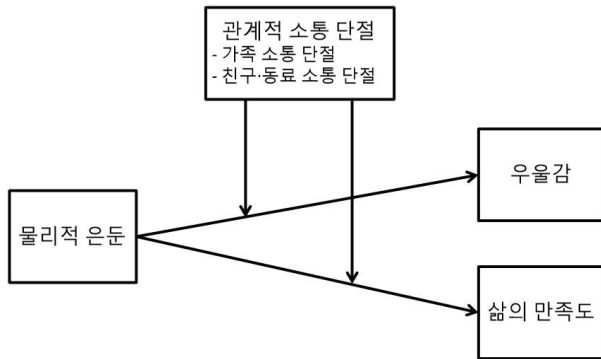 관계적 소통 단절
- 가족 소통 단절
- 친구·동료 소통 단절
우울감
물리적 은둔
삶의 만족도